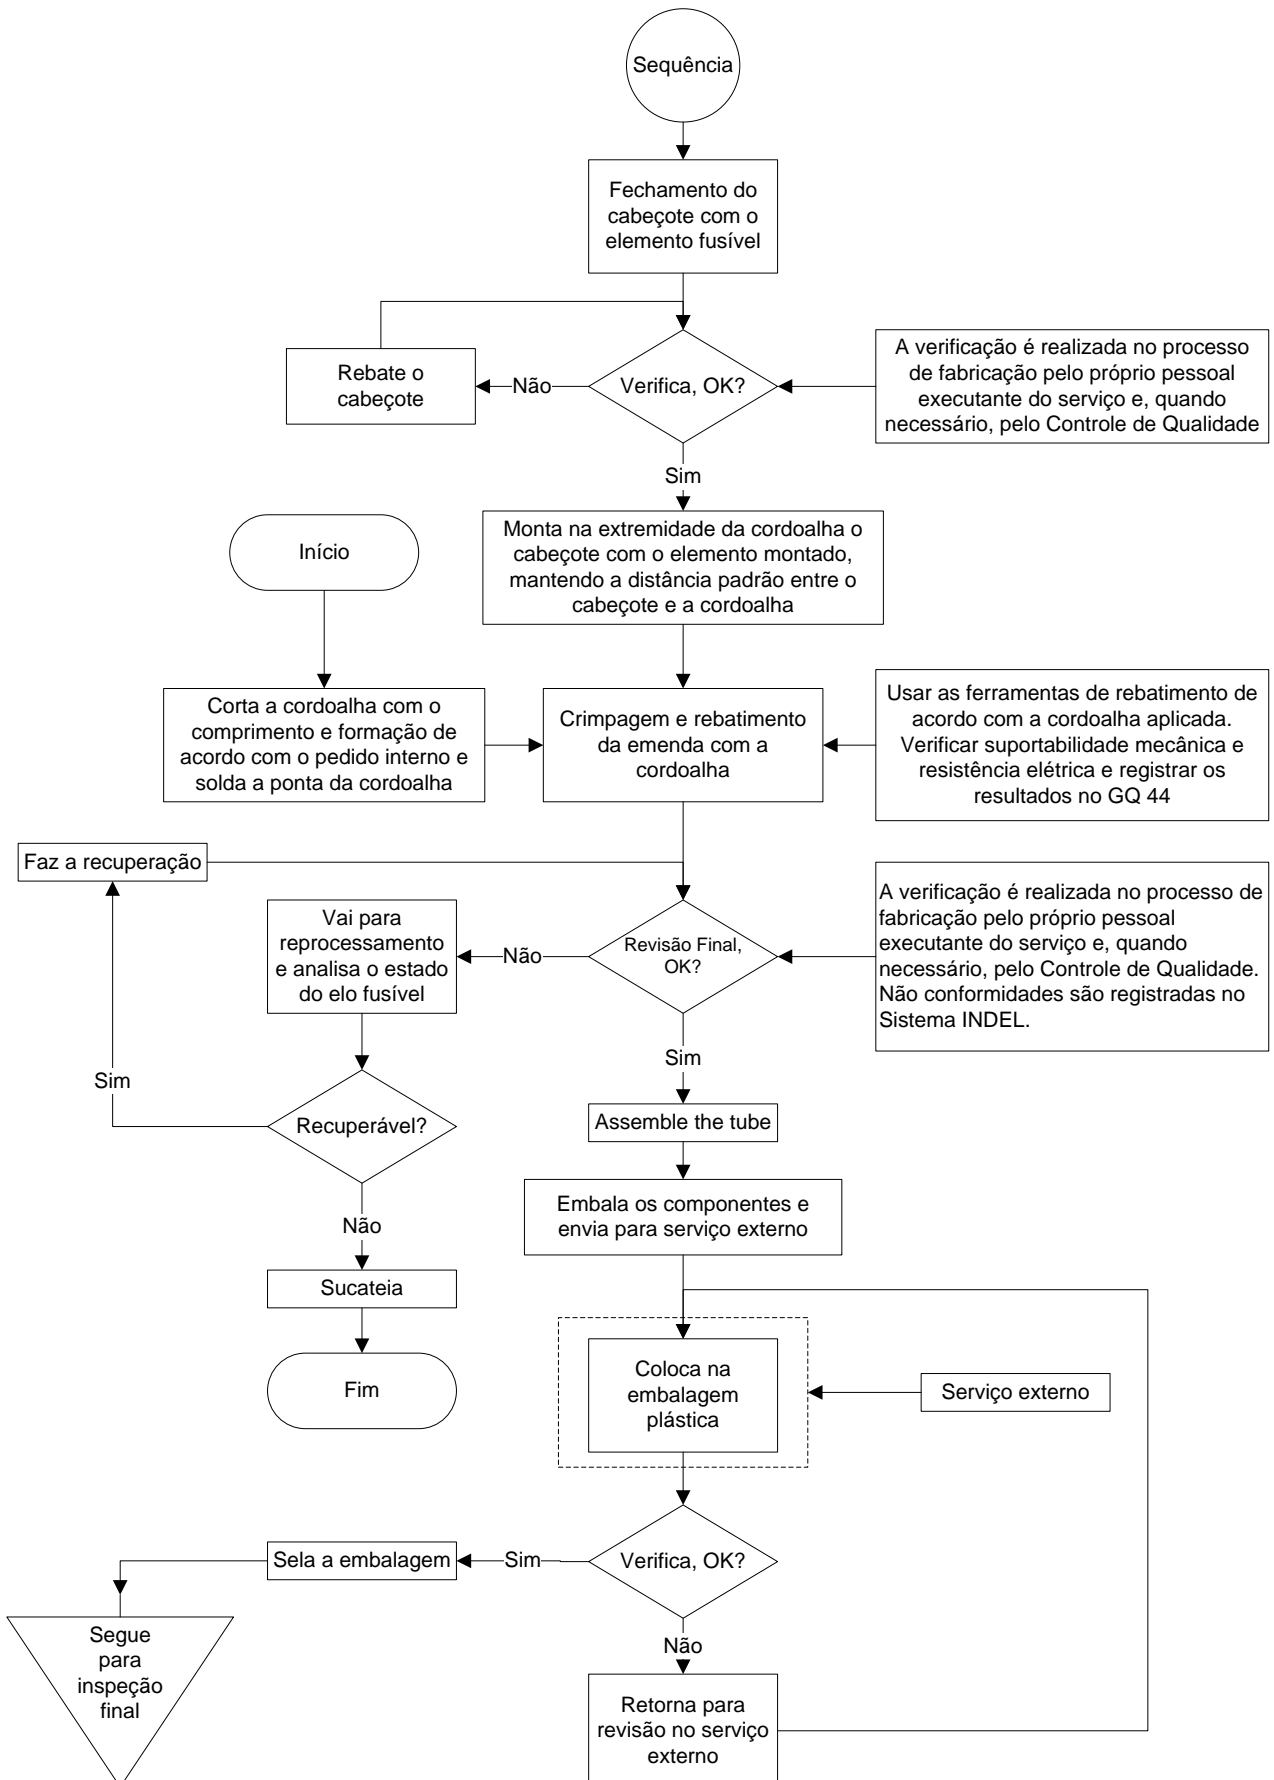 Sequência
Fechamento do
cabeçote com o
elemento fusível
Rebate o
cabeçote
Não
Verifica, OK?
A verificação é realizada no processo
de fabricação pelo próprio pessoal
executante do serviço e, quando
necessário, pelo Controle de Qualidade
Sim
Início
Monta na extremidade da cordoalha o
cabeçote com o elemento montado,
mantendo a distância padrão entre o
cabeçote e a cordoalha
Corta a cordoalha com o
comprimento e formação de
acordo com o pedido interno e
solda a ponta da cordoalha
Crimpagem e rebatimento
da emenda com a
cordoalha
Usar as ferramentas de rebatimento de
acordo com a cordoalha aplicada.
Verificar suportabilidade mecânica e
resistência elétrica e registrar os
resultados no GQ 44
Faz a recuperação
Vai para
reprocessamento
e analisa o estado
do elo fusível
Não
Revisão Final,
OK?
A verificação é realizada no processo de
fabricação pelo próprio pessoal
executante do serviço e, quando
necessário, pelo Controle de Qualidade.
Não conformidades são registradas no
Sistema INDEL.
Sim
Sim
Recuperável?
Assemble the tube
Não
Embala os componentes e
envia para serviço externo
Sucateia
Fim
Coloca na
embalagem
plástica
Serviço externo
Sela a embalagem
Sim
Verifica, OK?
Não
Segue
para
inspeção
final
Retorna para
revisão no serviço
externo